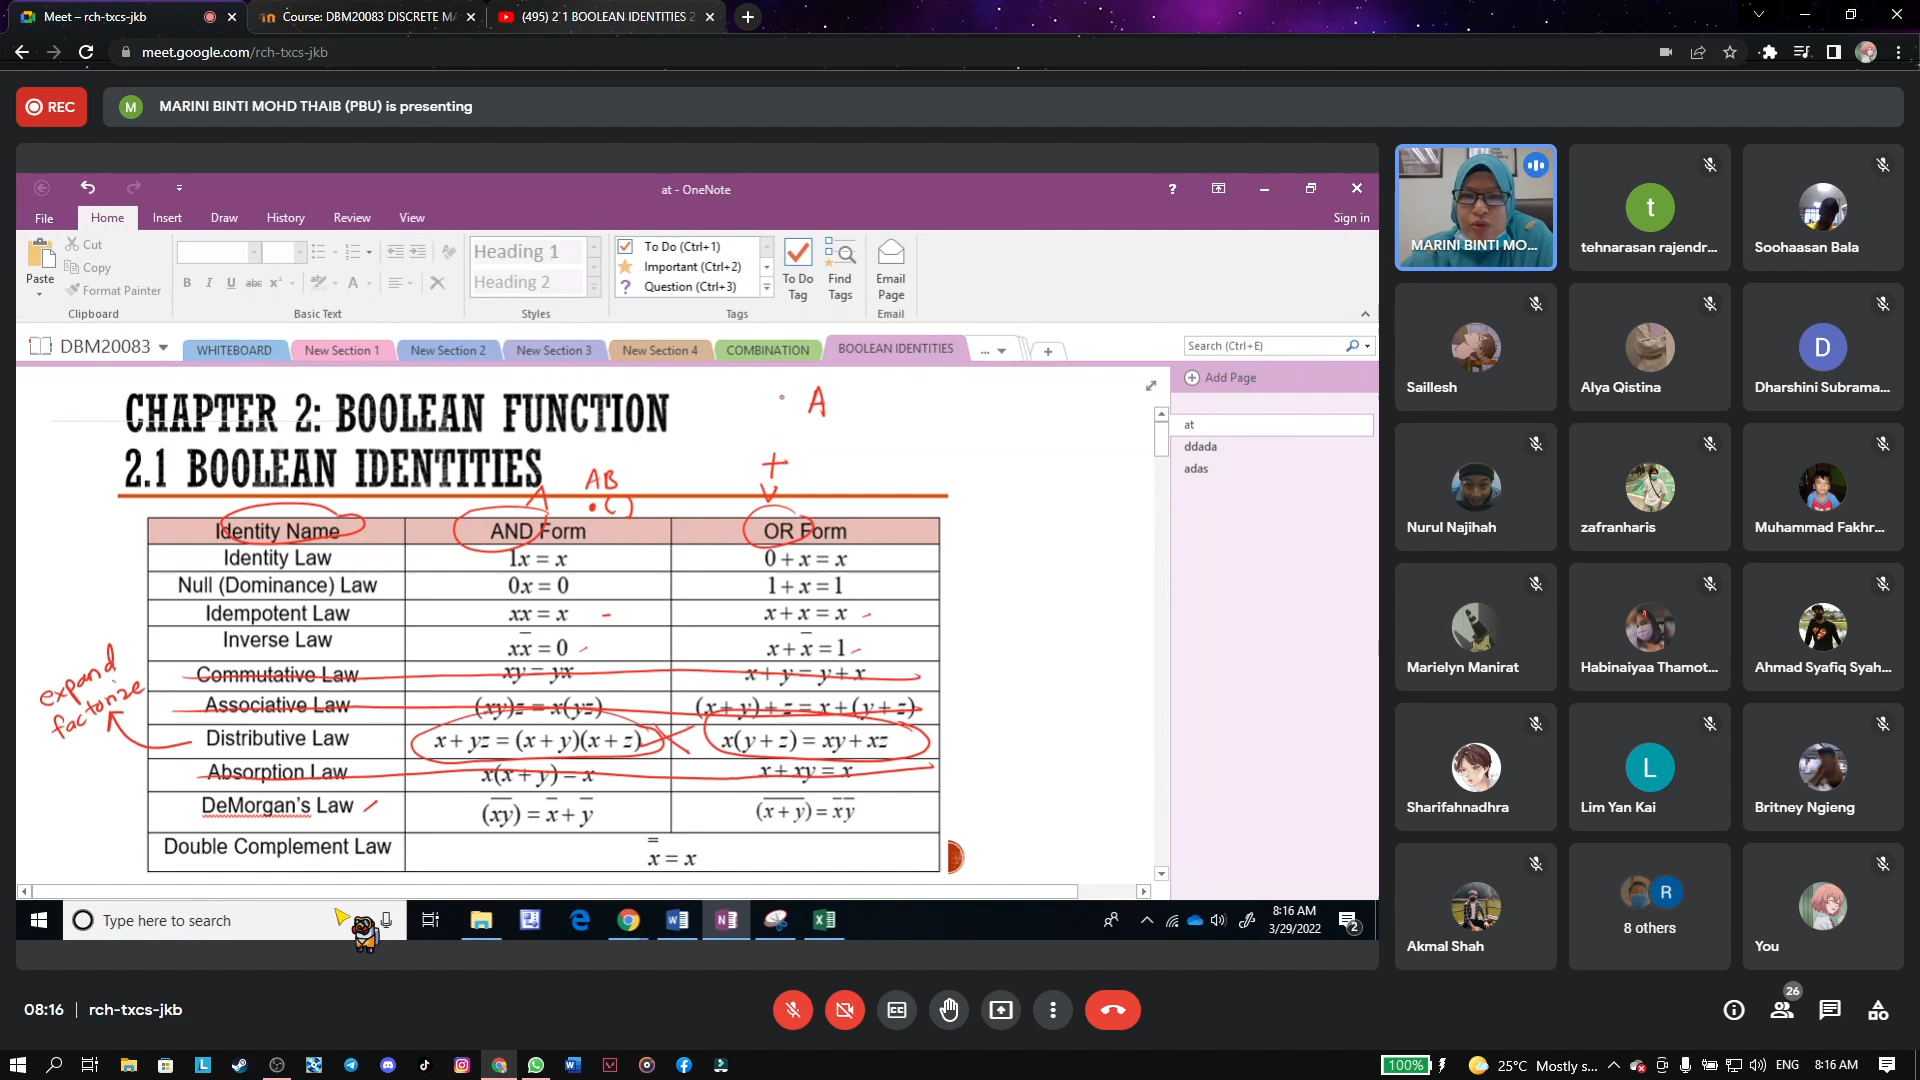 Meet – rch-txcs-jkb
Course: DBM20083 DISCRETE MA
(495) 2 1 BOOLEAN IDENTITIES 2
meet.google.com/rch-txcs-jkb
REC
M
MARINI BINTI MOHD THAIB (PBU) is presenting
at - OneNote
?
File
Home
Insert
Draw
History
Review
View
Sign in
Paste
Cut
Copy
Format Painter
Clipboard
B I U abc x² A
Basic Text
Heading 1
Heading 2
Styles
To Do (Ctrl+1)
Important (Ctrl+2)
? Question (Ctrl+3)
To Do
Tag
Find
Tags
Tags
Email
Page
Email
DBM20083
WHITEBOARD
New Section 1
New Section 2
New Section 3
New Section 4
COMBINATION
BOOLEAN IDENTITIES
...
+
Search (Ctrl+E)
Add Page
at
ddada
adas
CHAPTER 2: BOOLEAN FUNCTION
2.1 BOOLEAN IDENTITIES
A
AB
• ( )
+
Identity Name AND Form OR Form
Identity Law 1x = x 0 + x = x
Null (Dominance) Law 0x = 0 1 + x = 1
Idempotent Law xx = x x + x = x
Inverse Law xx̅ = 0 x + x̅ = 1
Commutative Law xy = yx x + y = y + x
Associative Law (xy)z = x(yz) (x + y) + z = x + (y + z)
Distributive Law x + yz = (x + y)(x + z) x(y + z) = xy + xz
Absorption Law x(x + y) = x x + xy = x
DeMorgan's Law (x̅y̅) = x̅ + y̅ (x̅ + y̅) = x̅y̅
Double Complement Law x̿ = x
expand
factorize
Type here to search
8:16 AM
3/29/2022
2
MARINI BINTI MO...
t
tehnarasan rajendr...
Soohaasan Bala
Saillesh
Alya Qistina
D
Dharshini Subrama...
Nurul Najihah
zafranharis
Muhammad Fakhr...
Marielyn Manirat
Habinaiyaa Thamot...
Ahmad Syafiq Syah...
Sharifahnadhra
L
Lim Yan Kai
Britney Ngieng
Akmal Shah
R
8 others
You
08:16 | rch-txcs-jkb
26
100%
25°C Mostly s...
ENG
8:16 AM